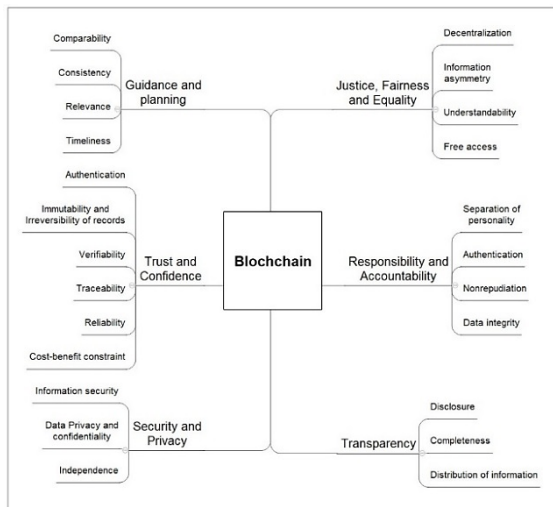 Comparability
Consistency
Relevance
Timeliness
Guidance and
planning
Decentralization
Information
asymmetry
Understandability
Free access
Justice, Fairness
and Equality
Authentication
Immutability and
Irreversibility of records
Verifiability
Traceability
Reliability
Cost-benefit constraint
Trust and
Confidence
Blochchain
Responsibility and
Accountability
Separation of
personality
Authentication
Nonrepudiation
Data integrity
Information security
Data Privacy and
confidentiality
Independence
Security and
Privacy
Transparency
Disclosure
Completeness
Distribution of information